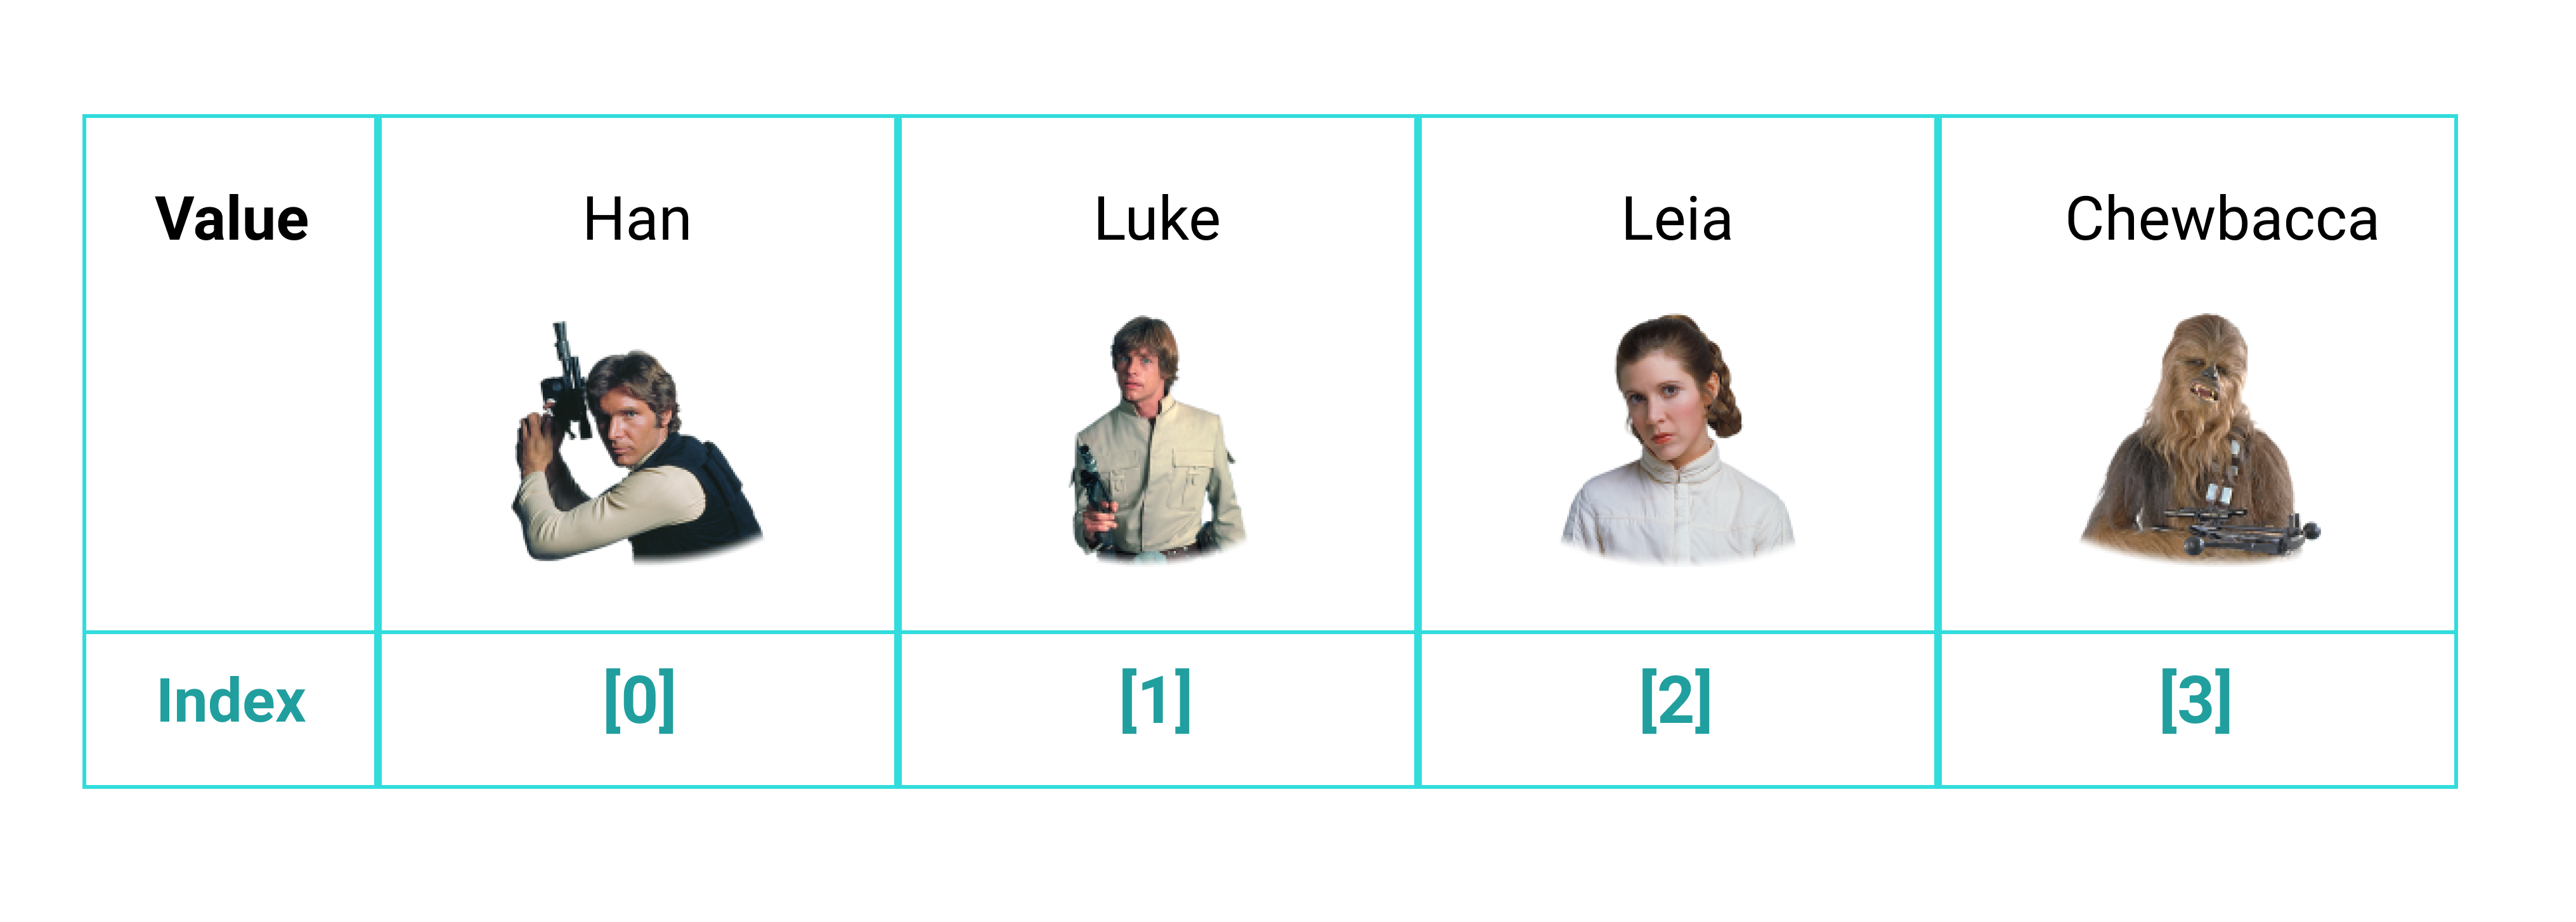 Value Han Luke Leia Chewbacca
Index [0] [1] [2] [3]